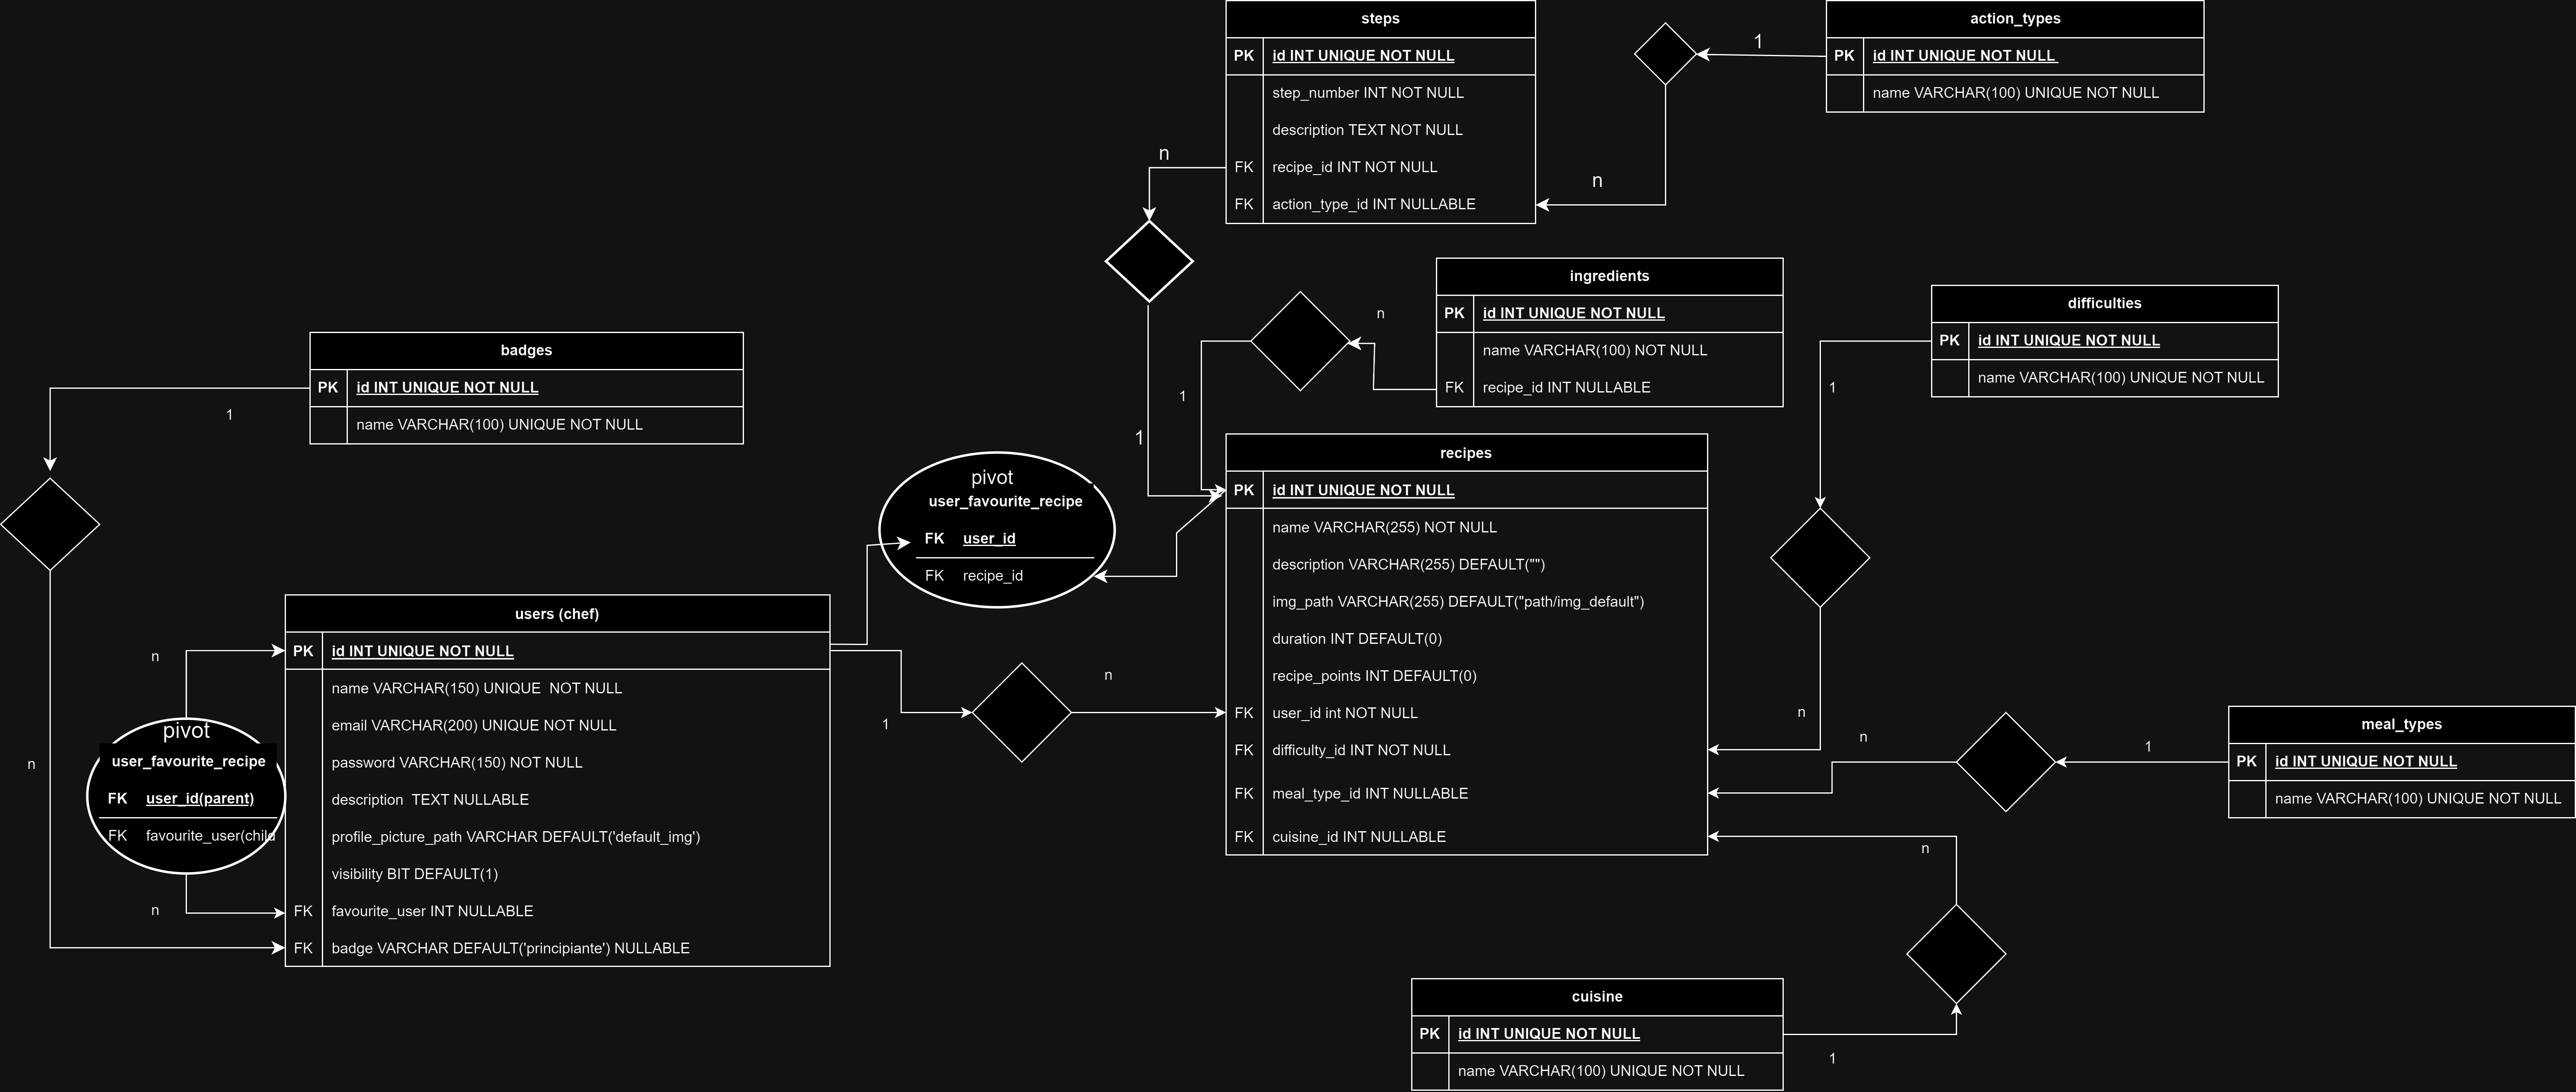 steps
PK id INT UNIQUE NOT NULL
step_number INT NOT NULL
description TEXT NOT NULL
FK recipe_id INT NOT NULL
FK action_type_id INT NULLABLE
action_types
PK id INT UNIQUE NOT NULL
name VARCHAR(100) UNIQUE NOT NULL
1
n
n
1
ingredients
PK id INT UNIQUE NOT NULL
name VARCHAR(100) NOT NULL
FK recipe_id INT NULLABLE
n
1
difficulties
PK id INT UNIQUE NOT NULL
name VARCHAR(100) UNIQUE NOT NULL
1
n
badges
PK id INT UNIQUE NOT NULL
name VARCHAR(100) UNIQUE NOT NULL
1
n
pivot
user_favourite_recipe
FK user_id
FK recipe_id
recipes
PK id INT UNIQUE NOT NULL
name VARCHAR(255) NOT NULL
description VARCHAR(255) DEFAULT("")
img_path VARCHAR(255) DEFAULT("path/img_default")
duration INT DEFAULT(0)
recipe_points INT DEFAULT(0)
FK user_id int NOT NULL
FK difficulty_id INT NOT NULL
FK meal_type_id INT NULLABLE
FK cuisine_id INT NULLABLE
users (chef)
PK id INT UNIQUE NOT NULL
name VARCHAR(150) UNIQUE  NOT NULL
email VARCHAR(200) UNIQUE NOT NULL
password VARCHAR(150) NOT NULL
description  TEXT NULLABLE
profile_picture_path VARCHAR DEFAULT('default_img')
visibility BIT DEFAULT(1)
FK favourite_user INT NULLABLE
FK badge VARCHAR DEFAULT('principiante') NULLABLE
1
n
n
pivot
user_favourite_recipe
FK user_id(parent)
FK favourite_user(child
n
meal_types
PK id INT UNIQUE NOT NULL
name VARCHAR(100) UNIQUE NOT NULL
1
n
cuisine
PK id INT UNIQUE NOT NULL
name VARCHAR(100) UNIQUE NOT NULL
1
n